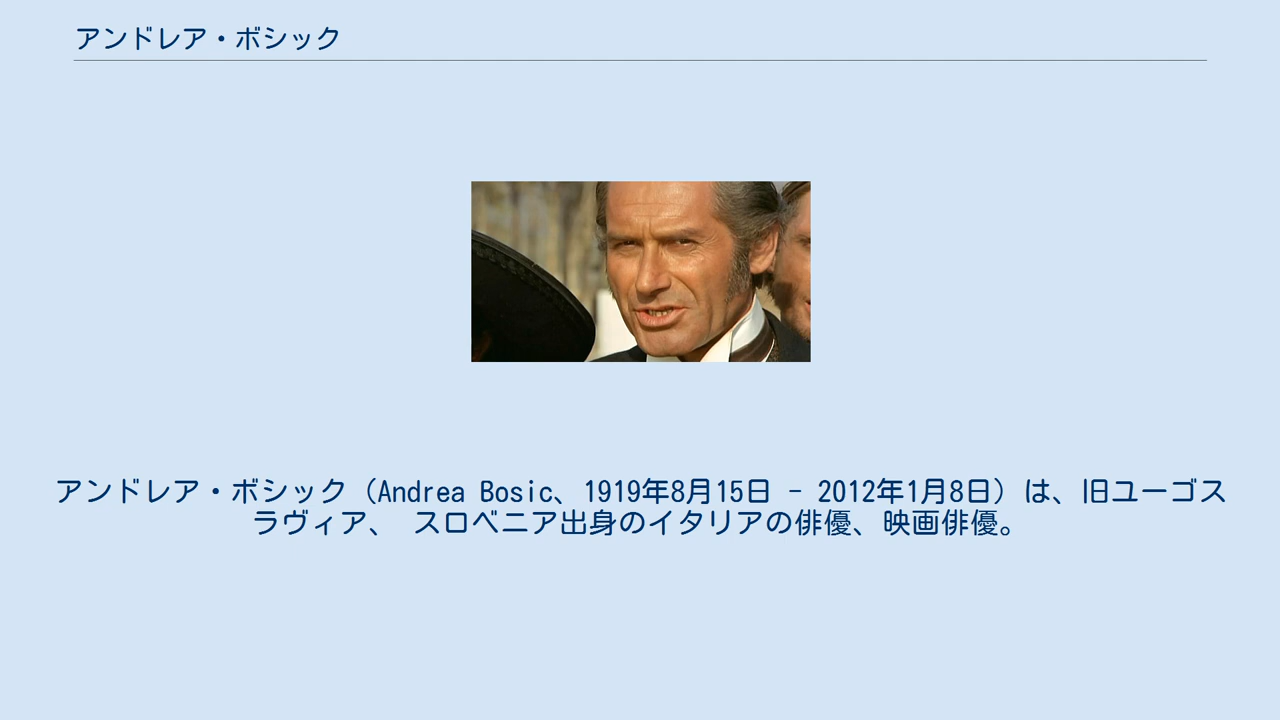 アンドレア・ボシック
アンドレア・ボシック（Andrea Bosic、1919年8月15日 - 2012年1月8日）は、旧ユーゴス
ラヴィア、 スロベニア出身のイタリアの俳優、映画俳優。